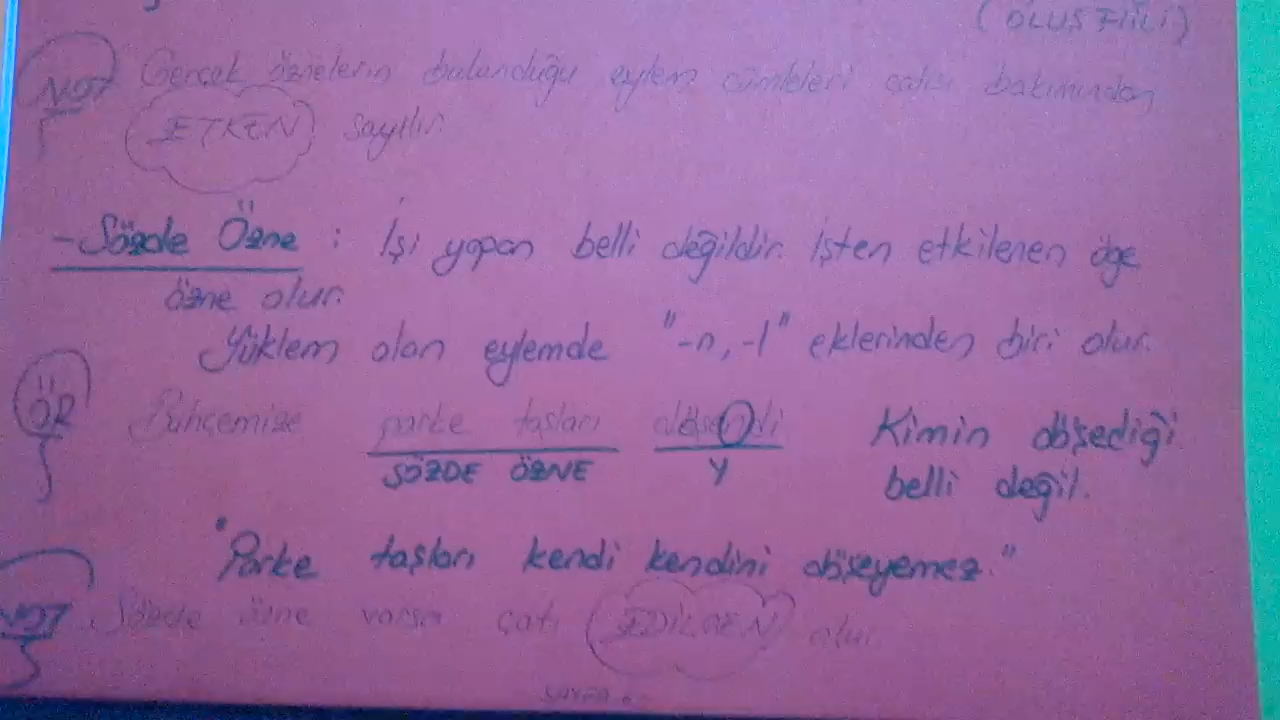 (OLUŞ FİİLİ)
NOT Gerçek öznelerin bulunduğu eylem cümleleri çatısı bakımından
ETKEN sayılır.
-Sözde Özne : İşi yapan belli değildir. İşten etkilenen öge
özne olur.
Yüklem olan eylemde "-n, -l" eklerinden biri olur.
ÖR Bahçemize parke taşları döşendi Kimin döşediği
SÖZDE ÖZNE Y belli değil.
"Parke taşları kendi kendini döşeyemez."
NOT: Sözde özne varsa çatı EDİLGEN olur.
SAYFA